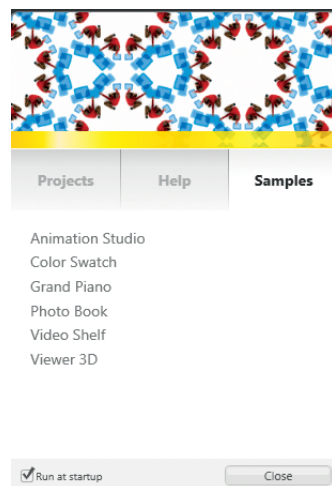 Projects Help Samples
Animation Studio
Color Swatch
Grand Piano
Photo Book
Video Shelf
Viewer 3D
Run at startup Close